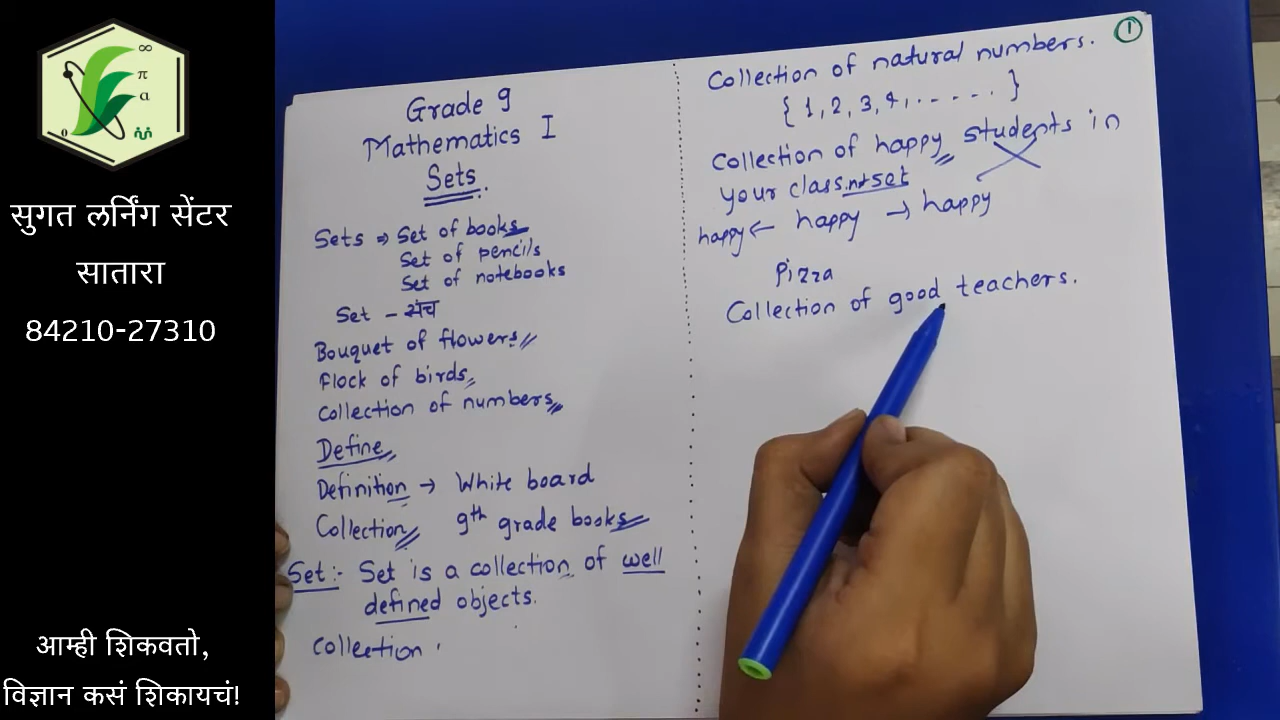 ∞
π
a
0
सुगत लर्निंग सेंटर
सातारा
84210-27310
आम्ही शिकवतो,
विज्ञान कसं शिकायचं!
Grade 9
Mathematics I
Sets.
Sets ⇒ Set of books
Set of pencils
Set of notebooks
Set - संच
Bouquet of flowers
Flock of birds
Collection of numbers
Define
Definition → White board
Collection 9th grade books
Set:- Set is a collection of well
defined objects.
Collection
1
Collection of natural numbers.
{ 1, 2, 3, 4, ...... }
Collection of happy students in
your class. not set
happy ← happy → happy
Pizza
Collection of good teachers.